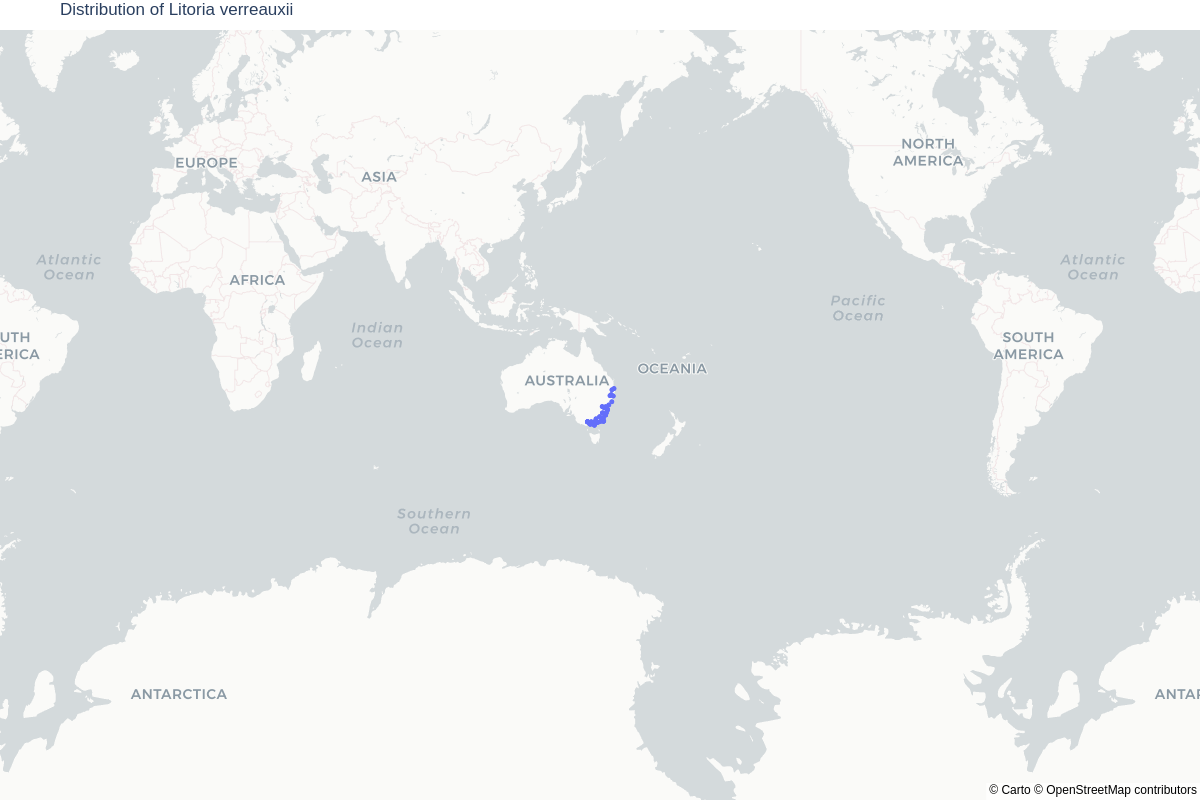 Distribution of Litoria verreauxii
EUROPE
ASIA
NORTH
AMERICA
Atlantic
Ocean
AFRICA
Atlantic
Ocean
Pacific
Ocean
Indian
Ocean
UTH
ERICA
SOUTH
AMERICA
OCEANIA
AUSTRALIA
Southern
Ocean
ANTARCTICA
ANTAR
© Carto © OpenStreetMap contributors